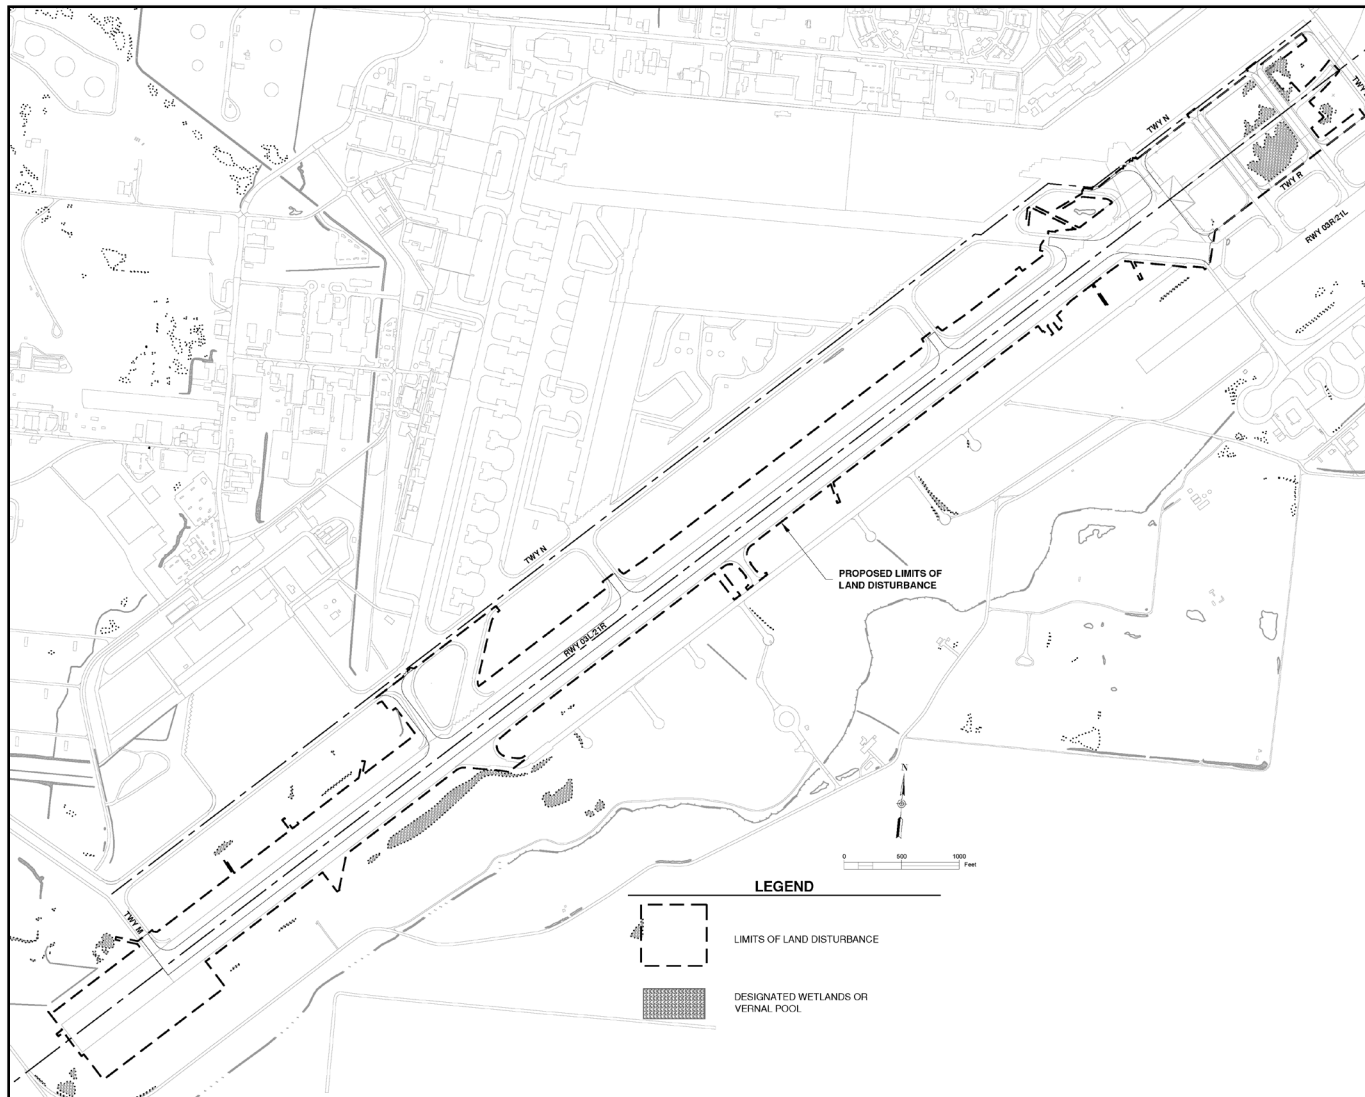 TWY N
TWY
TWY R
RWY 03R-21L
TWY N
PROPOSED LIMITS OF
LAND DISTURBANCE
RWY 03L-21R
N
0 500 1000
Feet
TWY M
LEGEND
LIMITS OF LAND DISTURBANCE
DESIGNATED WETLANDS OR
VERNAL POOL